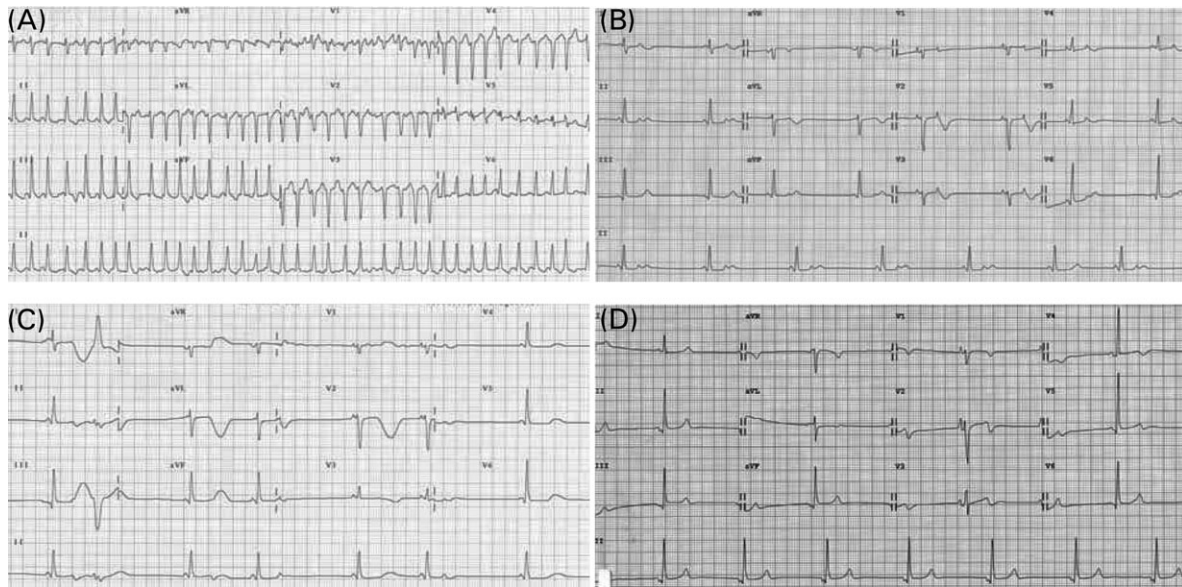 (A) aVR V1 V4
II aVL V2 V5
III aVF V3 V6
II
(B) aVR V1 V4
II aVL V2 V5
III aVF V3 V6
II
(C) aVR V1 V4
II aVL V2 V5
III aVF V3 V6
II
(D) aVR V1 V4
II aVL V2 V5
III aVF V3 V6
II